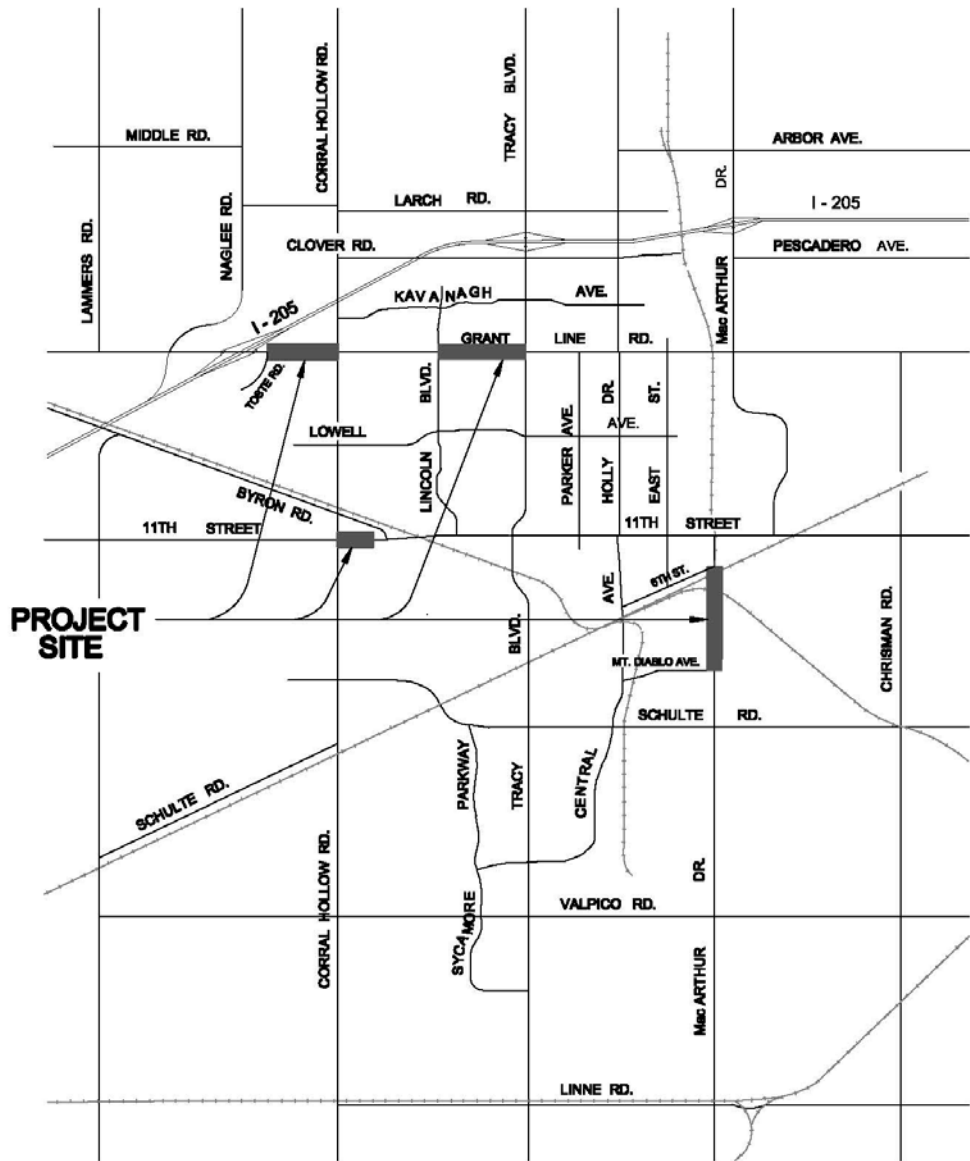 CORRAL HOLLOW RD.
TRACY BLVD.
MIDDLE RD.
ARBOR AVE.
LAMMERS RD.
NAGLEE RD.
LARCH RD.
DR.
I - 205
CLOVER RD.
PESCADERO AVE.
Mac ARTHUR
KAVANAGH AVE.
I - 205
GRANT LINE RD.
TOSTE RD.
BLVD.
LINCOLN
PARKER AVE.
HOLLY DR.
EAST ST.
LOWELL AVE.
BYRON RD.
11TH STREET
11TH STREET
6TH ST.
AVE.
PROJECT
SITE
BLVD.
MT. DIABLO AVE.
CHRISMAN RD.
SCHULTE RD.
PARKWAY
TRACY
CENTRAL
SCHULTE RD.
CORRAL HOLLOW RD.
DR.
VALPICO RD.
SYCAMORE
Mac ARTHUR
LINNE RD.